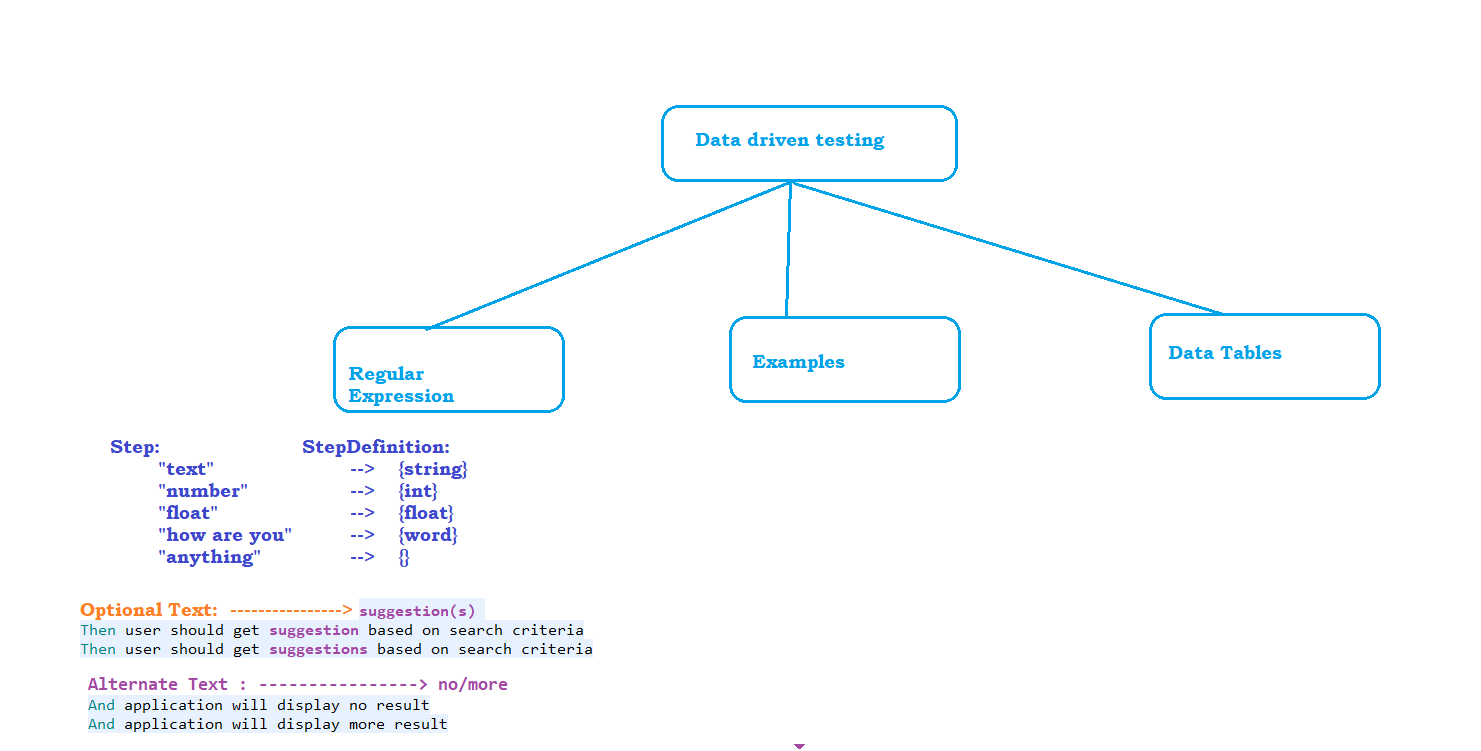 Data driven testing
Regular
Expression
Examples
Data Tables
Step: StepDefinition:
"text" --> {string}
"number" --> {int}
"float" --> {float}
"how are you" --> {word}
"anything" --> {}
Optional Text: ----------------> suggestion(s)
Then user should get suggestion based on search criteria
Then user should get suggestions based on search criteria
Alternate Text : ----------------> no/more
And application will display no result
And application will display more result